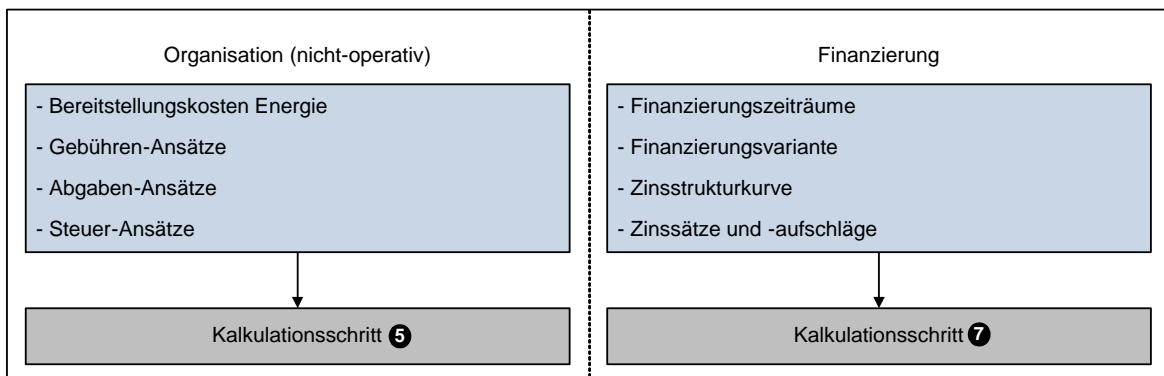 Organisation (nicht-operativ)
- Bereitstellungskosten Energie
- Gebühren-Ansätze
- Abgaben-Ansätze
- Steuer-Ansätze
Kalkulationsschritt 5
Finanzierung
- Finanzierungszeiträume
- Finanzierungsvariante
- Zinsstrukturkurve
- Zinssätze und -aufschläge
Kalkulationsschritt 7